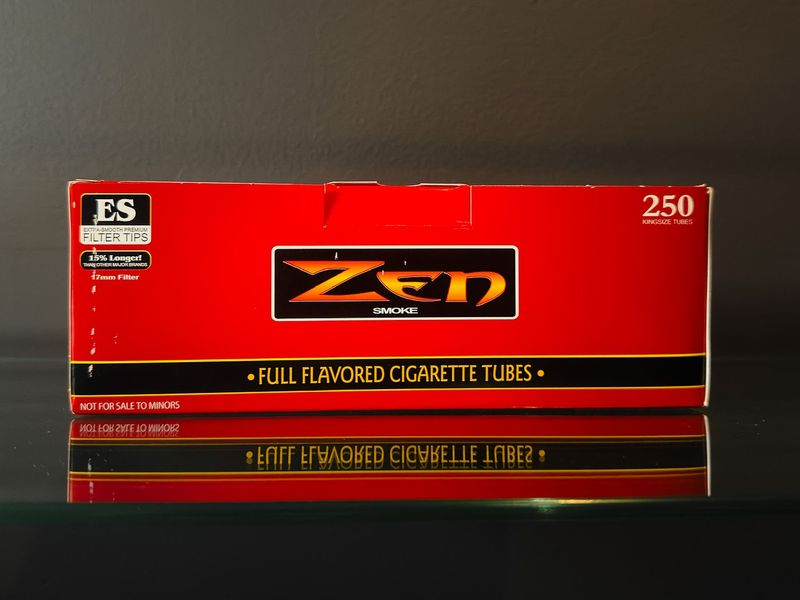 ES
EXTRA-SMOOTH PREMIUM
FILTER TIPS
15% Longer!
THAN OTHER MAJOR BRANDS
17mm Filter
250
KINGSIZE TUBES
Zen
SMOKE
• FULL FLAVORED CIGARETTE TUBES •
NOT FOR SALE TO MINORS